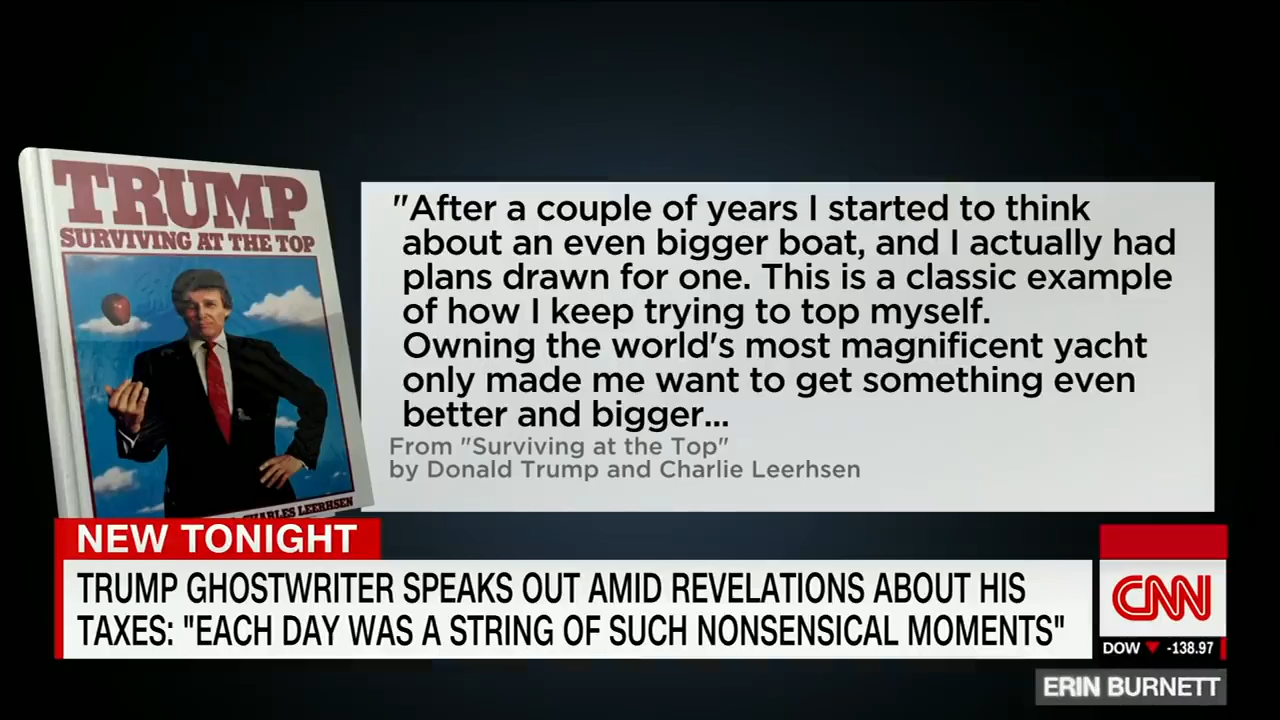 TRUMP
SURVIVING AT THE TOP
CHARLES LEERHSEN
"After a couple of years I started to think
about an even bigger boat, and I actually had
plans drawn for one. This is a classic example
of how I keep trying to top myself.
Owning the world's most magnificent yacht
only made me want to get something even
better and bigger...
From "Surviving at the Top"
by Donald Trump and Charlie Leerhsen
NEW TONIGHT
TRUMP GHOSTWRITER SPEAKS OUT AMID REVELATIONS ABOUT HIS
TAXES: "EACH DAY WAS A STRING OF SUCH NONSENSICAL MOMENTS"
CNN
DOW -138.97
ERIN BURNETT